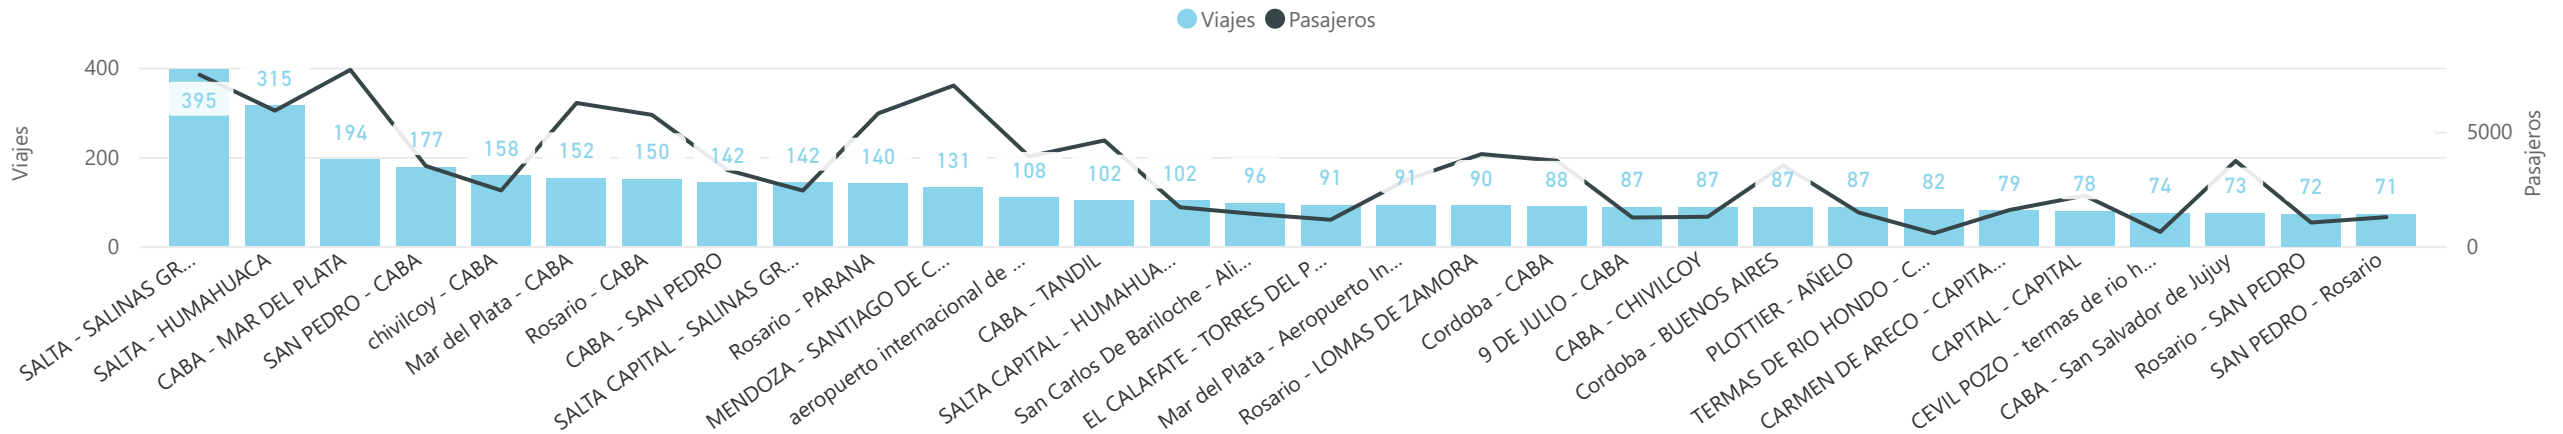 Viajes Pasajeros
400
200
0
Viajes
5000
0
Pasajeros
395
315
194
177
158
152
150
142
142
140
131
108
102
102
96
91
91
90
88
87
87
87
87
82
79
78
74
73
72
71
SALTA - SALINAS GR...
SALTA - HUMAHUACA
CABA - MAR DEL PLATA
SAN PEDRO - CABA
chivilcoy - CABA
Mar del Plata - CABA
Rosario - CABA
CABA - SAN PEDRO
SALTA CAPITAL - SALINAS GR...
Rosario - PARANA
MENDOZA - SANTIAGO DE C...
aeropuerto internacional de ...
CABA - TANDIL
SALTA CAPITAL - HUMAHUA...
San Carlos De Bariloche - Ali...
EL CALAFATE - TORRES DEL P...
Mar del Plata - Aeropuerto In...
Rosario - LOMAS DE ZAMORA
Cordoba - CABA
9 DE JULIO - CABA
CABA - CHIVILCOY
Cordoba - BUENOS AIRES
PLOTTIER - AÑELO
TERMAS DE RIO HONDO - C...
CARMEN DE ARECO - CAPITA...
CAPITAL - CAPITAL
CEVIL POZO - termas de rio h...
CABA - San Salvador de Jujuy
Rosario - SAN PEDRO
SAN PEDRO - Rosario